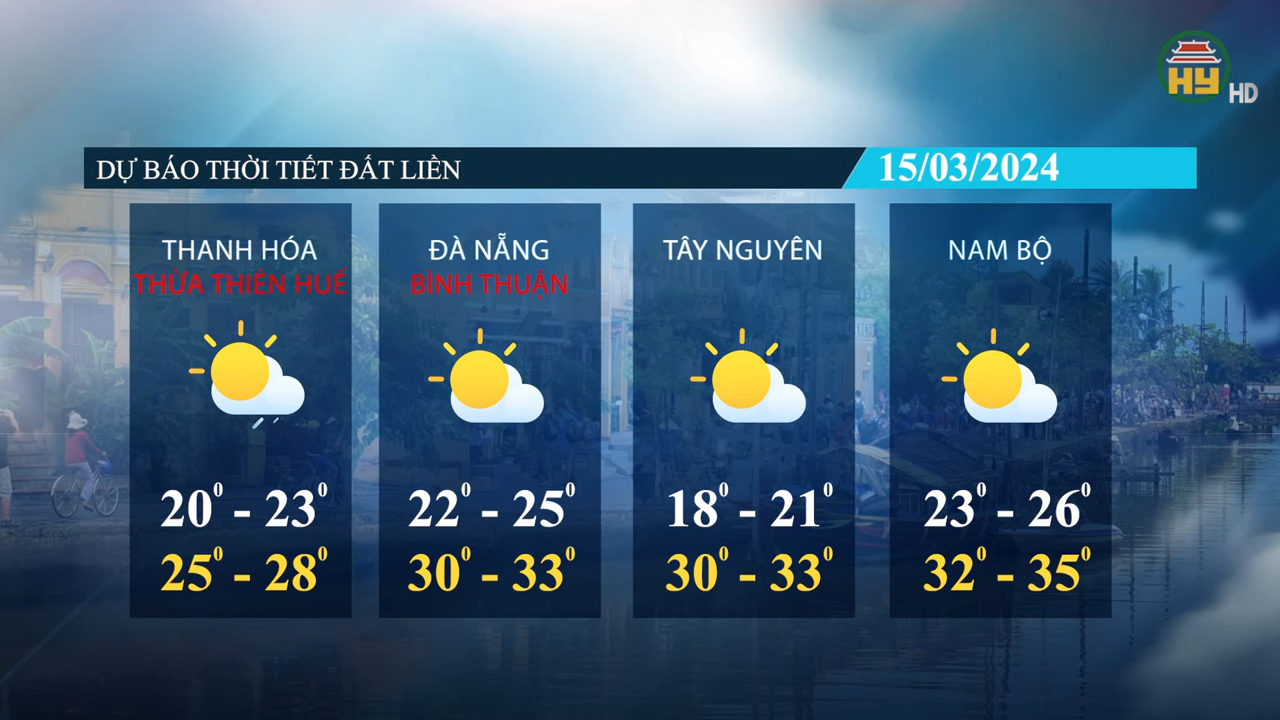 HY HD
DỰ BÁO THỜI TIẾT ĐẤT LIỀN
15/03/2024
THANH HÓA
THỪA THIÊN HUẾ
20⁰ - 23⁰
25⁰ - 28⁰
ĐÀ NẴNG
BÌNH THUẬN
22⁰ - 25⁰
30⁰ - 33⁰
TÂY NGUYÊN
18⁰ - 21⁰
30⁰ - 33⁰
NAM BỘ
23⁰ - 26⁰
32⁰ - 35⁰